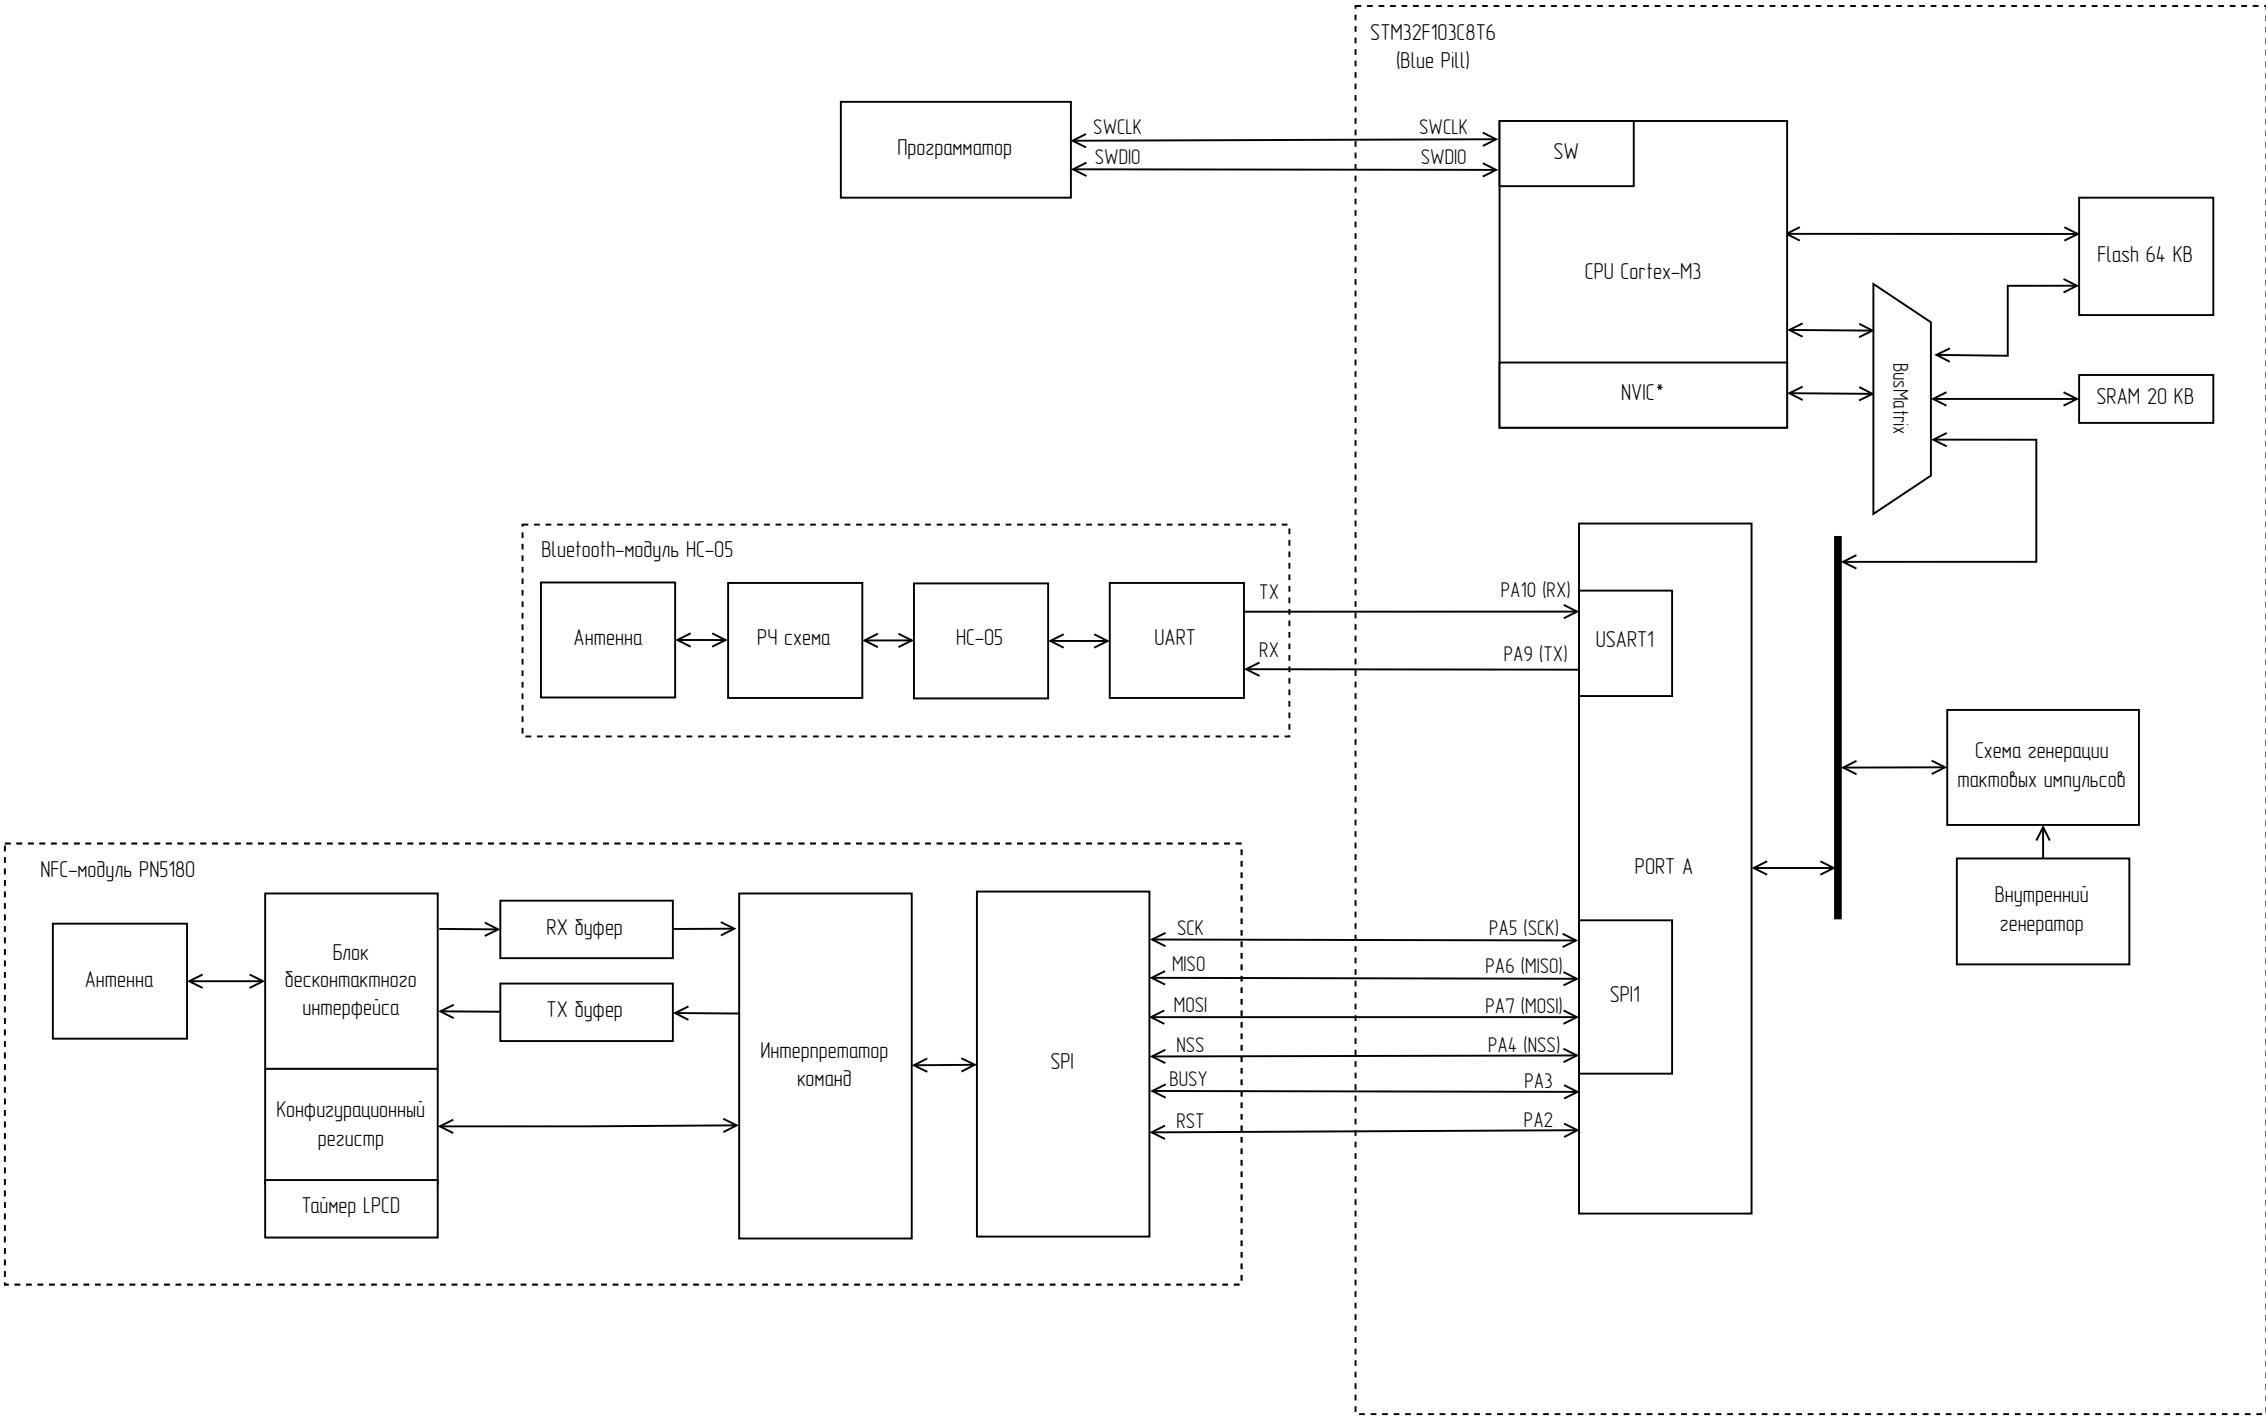 STM32F103C8T6
(Blue Pill)
Программатор
SWCLK
SWCLK
SWDIO
SWDIO
SW
CPU Cortex-M3
NVIC*
BusMatrix
Flash 64 KB
SRAM 20 KB
Bluetooth-модуль HC-05
Антенна
РЧ схема
HC-05
UART
TX
RX
PA10 (RX)
PA9 (TX)
USART1
PORT A
Схема генерации
тактовых импульсов
Внутренний
генератор
NFC-модуль PN5180
Антенна
Блок
бесконтактного
интерфейса
Конфигурационный
регистр
Таймер LPCD
RX буфер
TX буфер
Интерпретатор
команд
SPI
SCK
MISO
MOSI
NSS
BUSY
RST
PA5 (SCK)
PA6 (MISO)
PA7 (MOSI)
PA4 (NSS)
PA3
PA2
SPI1